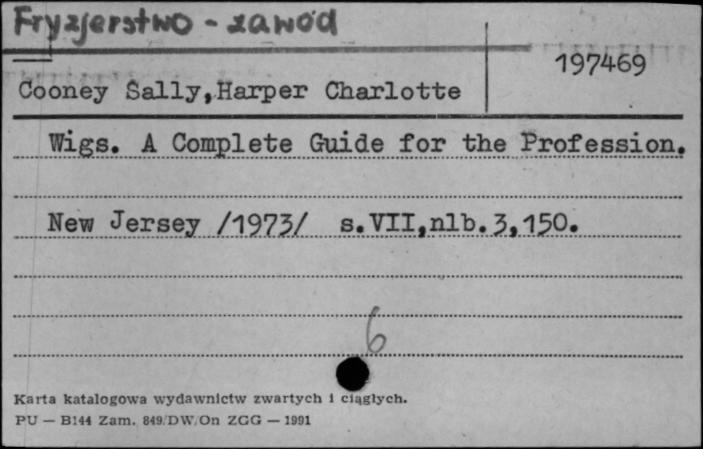 Fryzjerstwo - zawód
197469
Cooney Sally, Harper Charlotte
Wigs. A Complete Guide for the Profession.
New Jersey /1973/ s.VII,nlb.3,150.
6
Karta katalogowa wydawnictw zwartych i ciągłych.
PU — B144 Zam. 849/DW/On ZGG — 1991